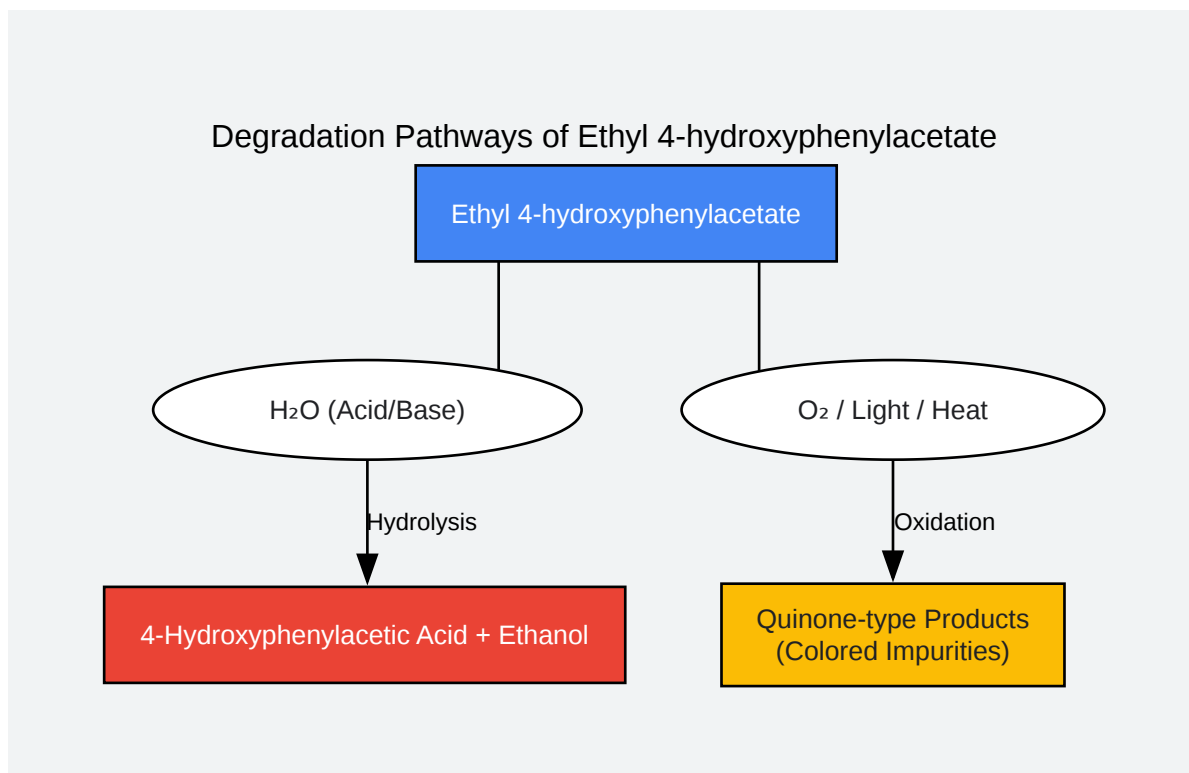 Degradation Pathways of Ethyl 4-hydroxyphenylacetate
Ethyl 4-hydroxyphenylacetate
H₂O (Acid/Base)
O₂ / Light / Heat
Hydrolysis
Oxidation
4-Hydroxyphenylacetic Acid + Ethanol
Quinone-type Products
(Colored Impurities)